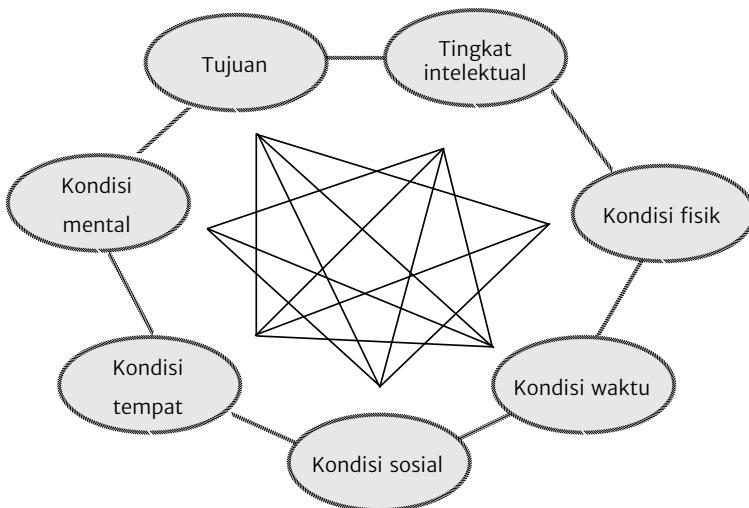 Tujuan
Tingkat
intelektual
Kondisi
mental
Kondisi fisik
Kondisi
tempat
Kondisi waktu
Kondisi sosial